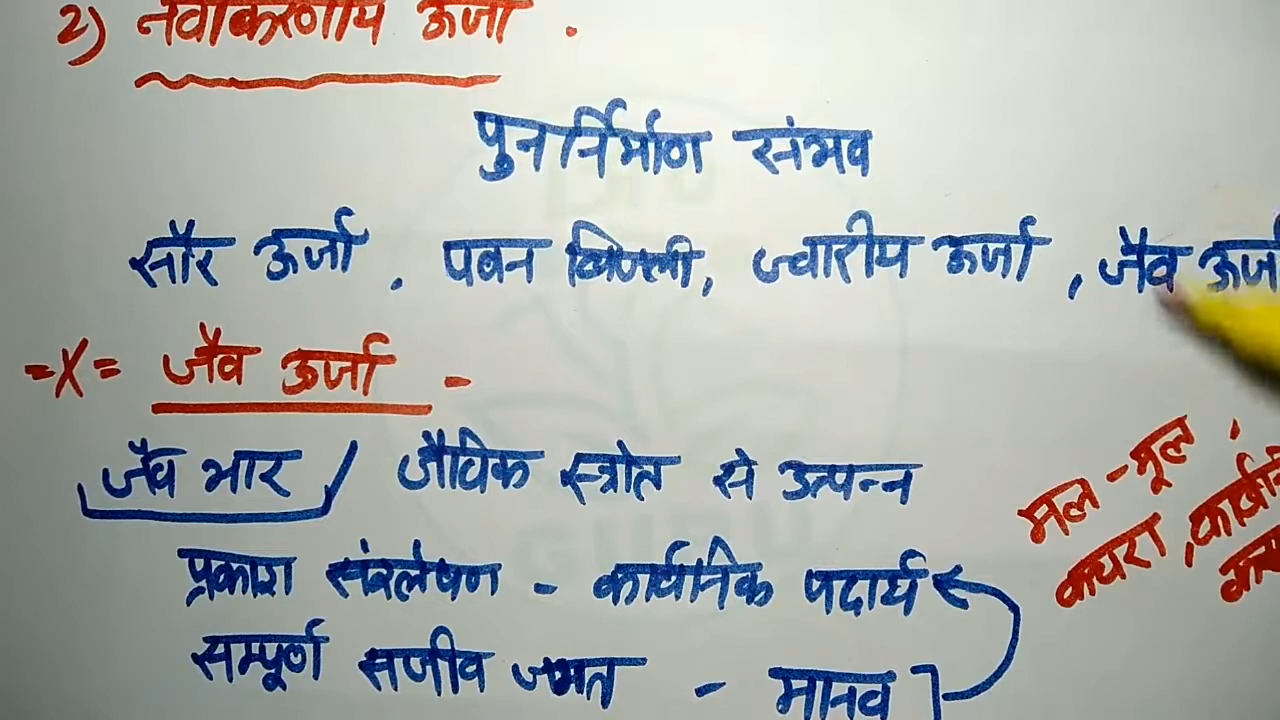 2) नवीकरणीय ऊर्जा .
पुनर्निर्माण संभव
सौर ऊर्जा . पवन बिजली, ज्वारीय ऊर्जा , जैव ऊर्जा
=X= जैव ऊर्जा -
जैव भार / जैविक स्त्रोत से उत्पन्न
प्रकाश संश्लेषण - कार्बनिक पदार्थ
सम्पूर्ण सजीव जगत - मानव
मल - मूत्र ,
कचरा ,